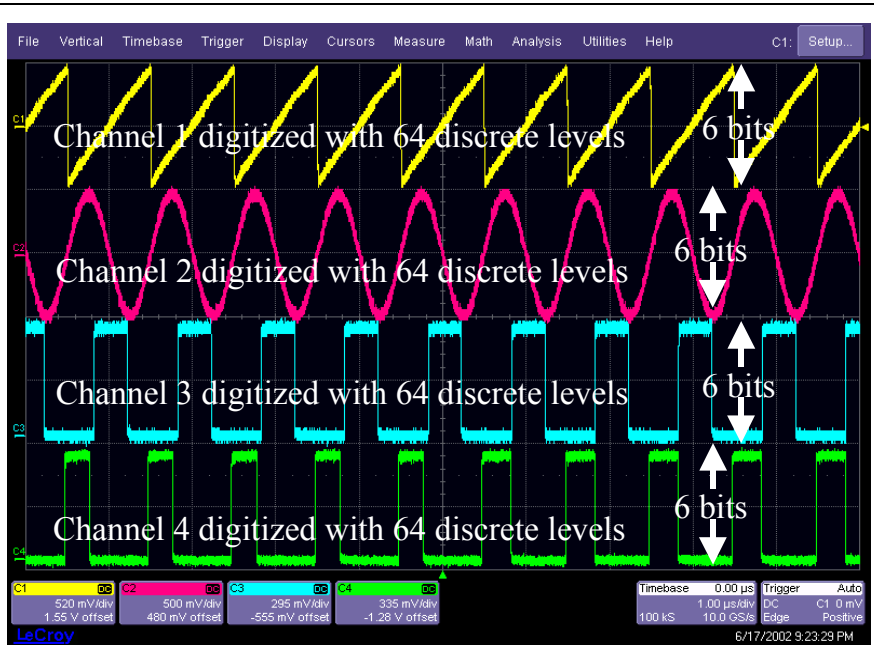 File Vertical Timebase Trigger Display Cursors Measure Math Analysis Utilities Help C1: Setup...
C1
Channel 1 digitized with 64 discrete levels
6 bits
C2
Channel 2 digitized with 64 discrete levels
6 bits
C3
Channel 3 digitized with 64 discrete levels
6 bits
C4
Channel 4 digitized with 64 discrete levels
6 bits
C1 DC
520 mV/div
1.55 V offset
C2 DC
500 mV/div
480 mV offset
C3 DC
295 mV/div
-555 mV offset
C4 DC
335 mV/div
-1.28 V offset
Timebase 0.00 µs
1.00 µs/div
100 kS 10.0 GS/s
Trigger Auto
DC C1 0 mV
Edge Positive
LeCroy
6/17/2002 9:23:29 PM